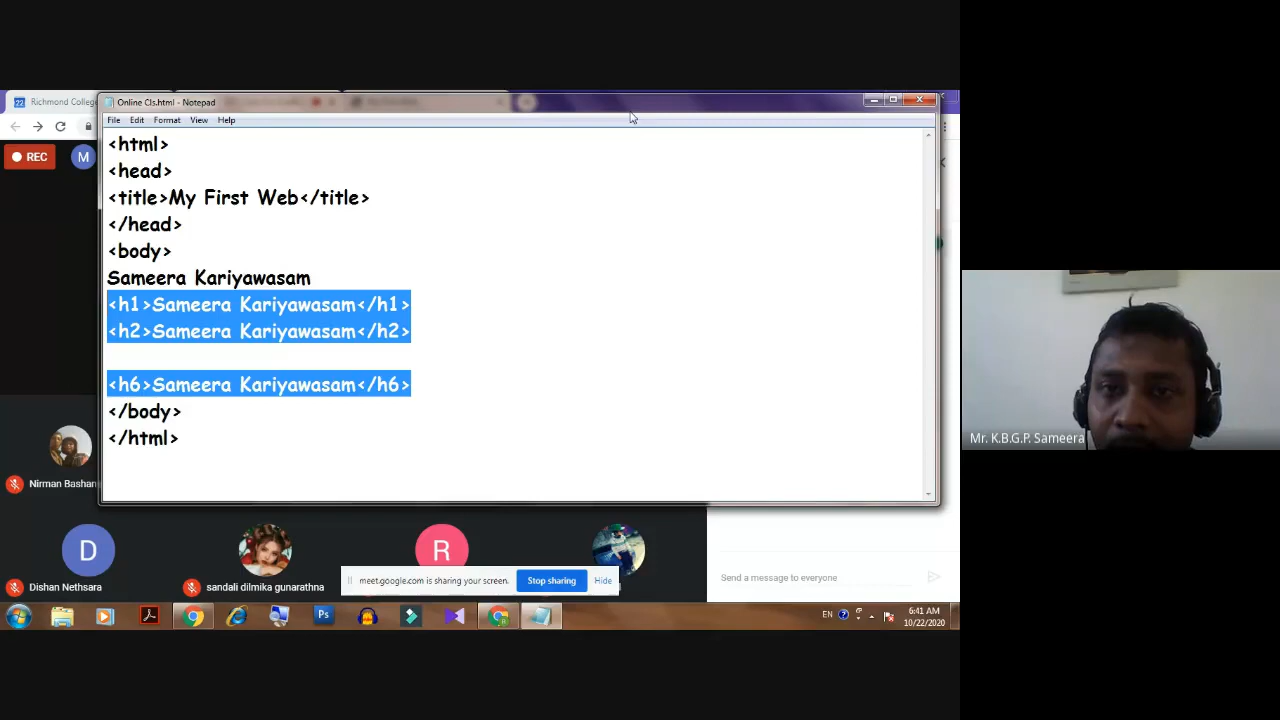 Richmond Colleg
Online Cls.html - Notepad
File Edit Format View Help
REC
M
<html>
<head>
<title>My First Web</title>
</head>
<body>
Sameera Kariyawasam
<h1>Sameera Kariyawasam</h1>
<h2>Sameera Kariyawasam</h2>
<h6>Sameera Kariyawasam</h6>
</body>
</html>
Mr. K.B.G.P. Sameera
Nirman Bashan
D
R
Dishan Nethsara
sandali dilmika gunarathna
meet.google.com is sharing your screen.
Stop sharing
Hide
Send a message to everyone
Ps
EN
6:41 AM
10/22/2020